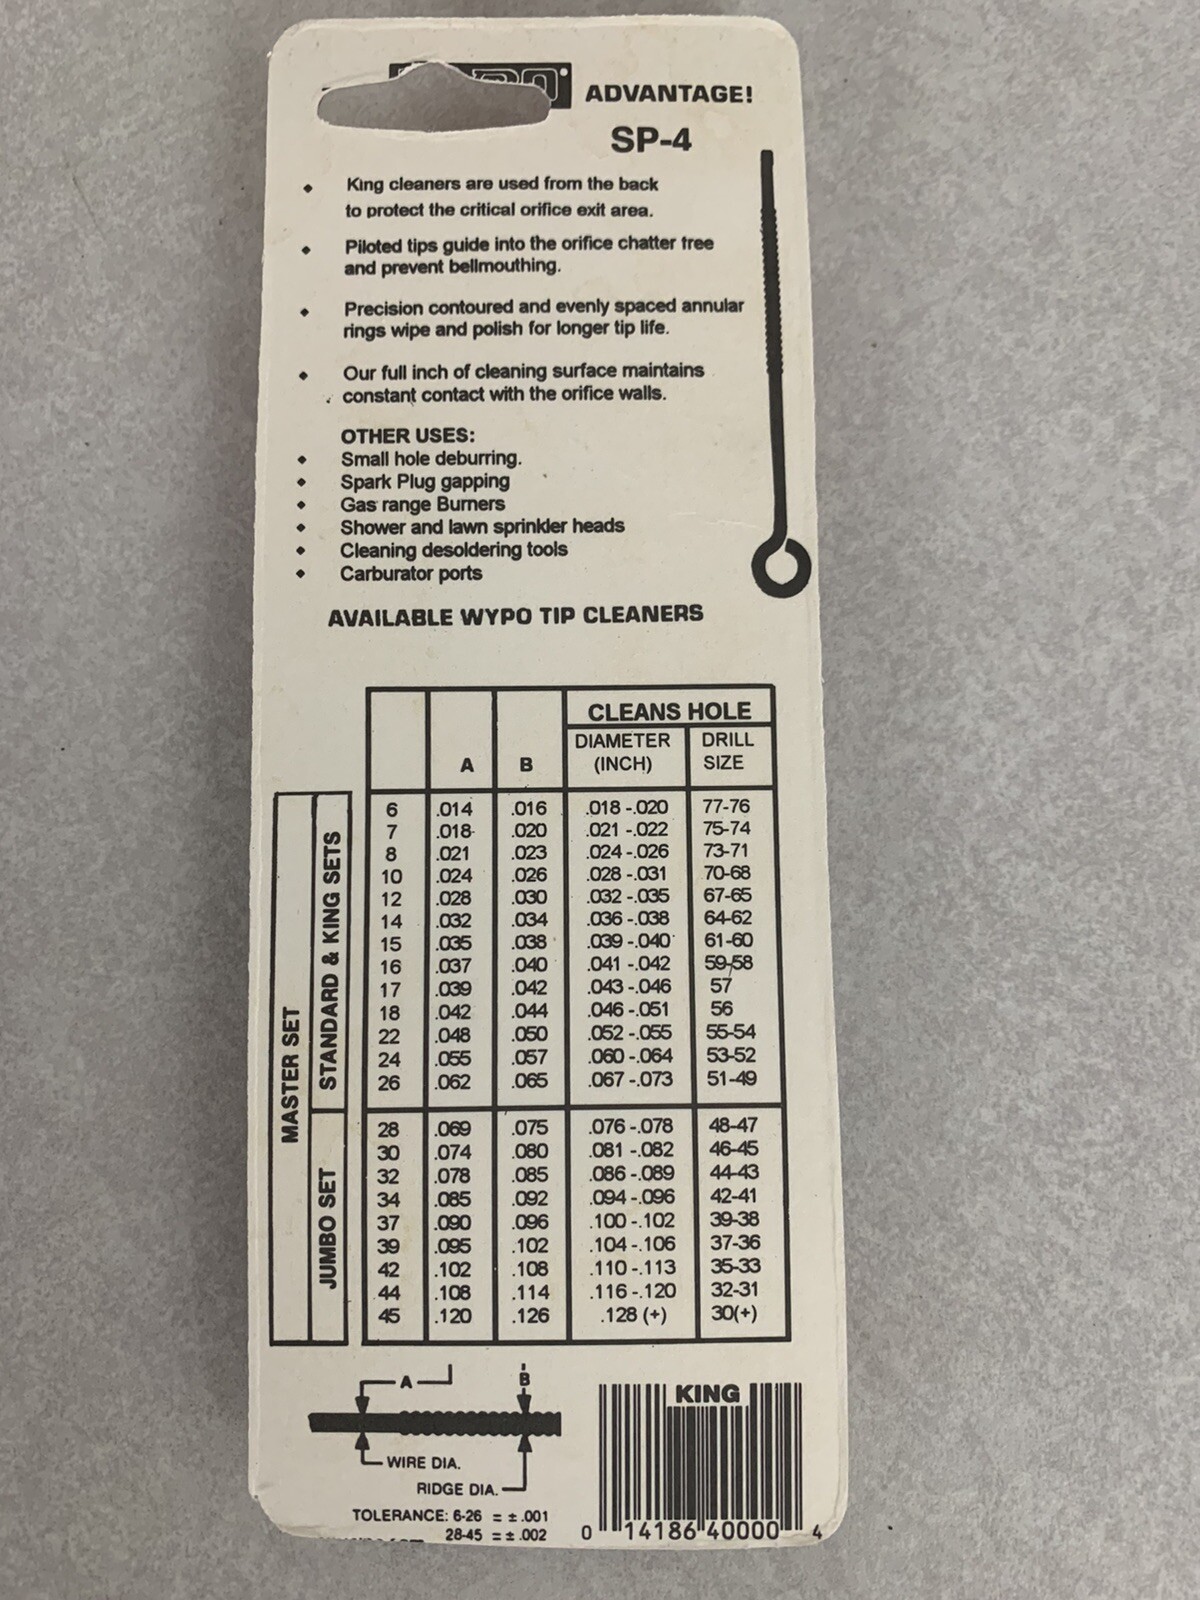 ADVANTAGE!
SP-4
King cleaners are used from the back
to protect the critical orifice exit area.
Piloted tips guide into the orifice chatter free
and prevent bellmouthing.
Precision contoured and evenly spaced annular
rings wipe and polish for longer tip life.
Our full inch of cleaning surface maintains
constant contact with the orifice walls.
OTHER USES:
Small hole deburring.
Spark Plug gapping
Gas range Burners
Shower and lawn sprinkler heads
Cleaning desoldering tools
Carburator ports
AVAILABLE WYPO TIP CLEANERS
CLEANS HOLE
A B DIAMETER (INCH) DRILL SIZE
MASTER SET
STANDARD & KING SETS
6 .014 .016 .018 -.020 77-76
7 .018 .020 .021 -.022 75-74
8 .021 .023 .024 -.026 73-71
10 .024 .026 .028 -.031 70-68
12 .028 .030 .032 -.035 67-65
14 .032 .034 .036 -.038 64-62
15 .035 .038 .039 -.040 61-60
16 .037 .040 .041 -.042 59-58
17 .039 .042 .043 -.046 57
18 .042 .044 .046 -.051 56
22 .048 .050 .052 -.055 55-54
24 .055 .057 .060 -.064 53-52
26 .062 .065 .067 -.073 51-49
JUMBO SET
28 .069 .075 .076 -.078 48-47
30 .074 .080 .081 -.082 46-45
32 .078 .085 .086 -.089 44-43
34 .085 .092 .094 -.096 42-41
37 .090 .096 .100 -.102 39-38
39 .095 .102 .104 -.106 37-36
42 .102 .108 .110 -.113 35-33
44 .108 .114 .116 -.120 32-31
45 .120 .126 .128 (+) 30(+)
A B
WIRE DIA.
RIDGE DIA.
TOLERANCE: 6-26 = ± .001
28-45 = ± .002
KING
0 14186 40000 4